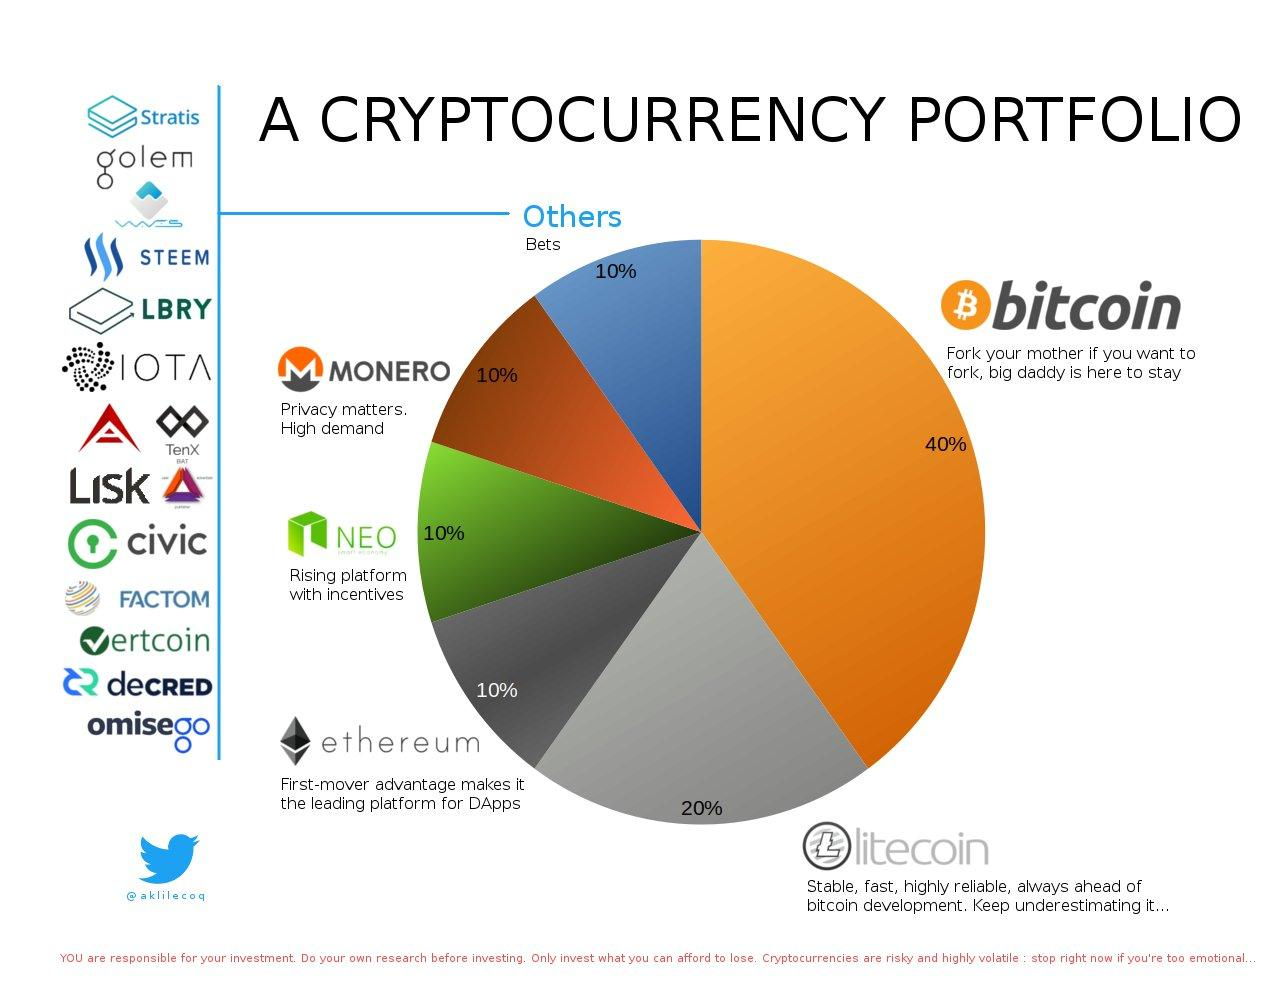 A CRYPTOCURRENCY PORTFOLIO
Stratis
golem
WAVES
STEEM
LBRY
IOTA
TenX
BAT
LISK
civic
FACTOM
Vertcoin
deCRED
omisego
@aklilecoq
Others
Bets
10%
bitcoin
Fork your mother if you want to
fork, big daddy is here to stay
40%
MONERO
Privacy matters.
High demand
10%
NEO
smart economy
Rising platform
with incentives
10%
ethereum
First-mover advantage makes it
the leading platform for DApps
10%
20%
litecoin
Stable, fast, highly reliable, always ahead of
bitcoin development. Keep underestimating it...
YOU are responsible for your investment. Do your own research before investing. Only invest what you can afford to lose. Cryptocurrencies are risky and highly volatile : stop right now if you're too emotional...